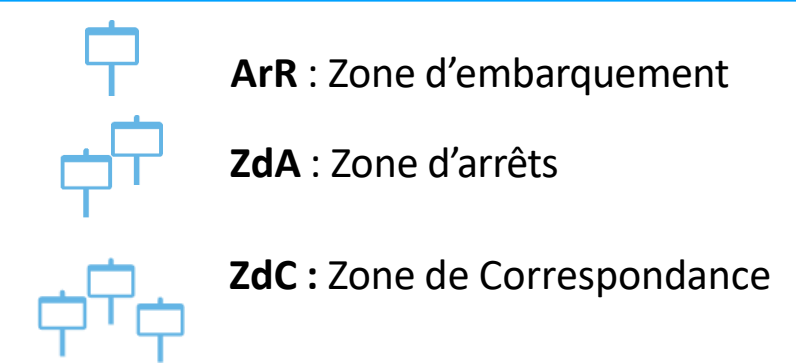 ArR : Zone d’embarquement
ZdA : Zone d’arrêts
ZdC : Zone de Correspondance